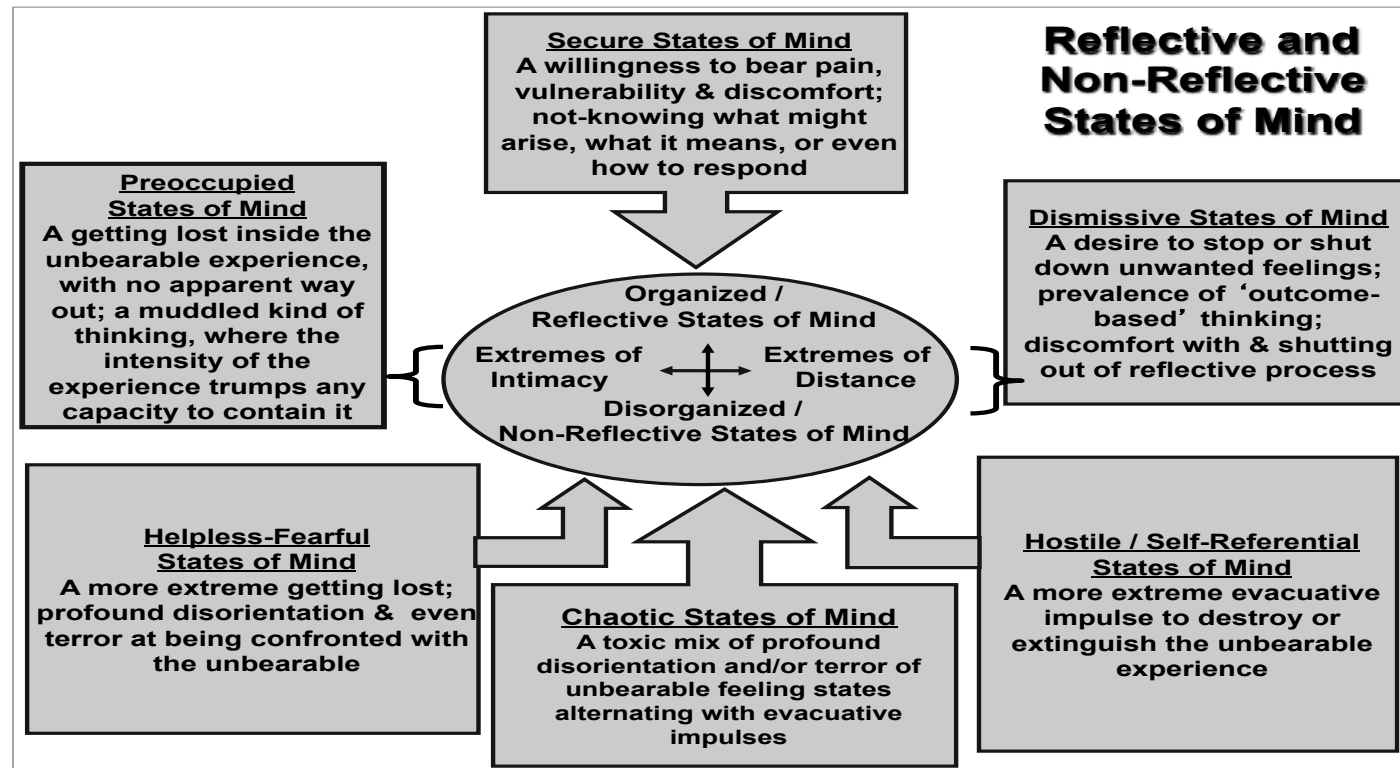 Reflective and
Non-Reflective
States of Mind
Secure States of Mind
A willingness to bear pain,
vulnerability & discomfort;
not-knowing what might
arise, what it means, or even
how to respond
Preoccupied
States of Mind
A getting lost inside the
unbearable experience,
with no apparent way
out; a muddled kind of
thinking, where the
intensity of the
experience trumps any
capacity to contain it
Dismissive States of Mind
A desire to stop or shut
down unwanted feelings;
prevalence of ‘outcome-
based’ thinking;
discomfort with & shutting
out of reflective process
Organized /
Reflective States of Mind
Extremes of
Intimacy
Extremes of
Distance
Disorganized /
Non-Reflective States of Mind
Helpless-Fearful
States of Mind
A more extreme getting lost;
profound disorientation & even
terror at being confronted with
the unbearable
Chaotic States of Mind
A toxic mix of profound
disorientation and/or terror of
unbearable feeling states
alternating with evacuative
impulses
Hostile / Self-Referential
States of Mind
A more extreme evacuative
impulse to destroy or
extinguish the unbearable
experience